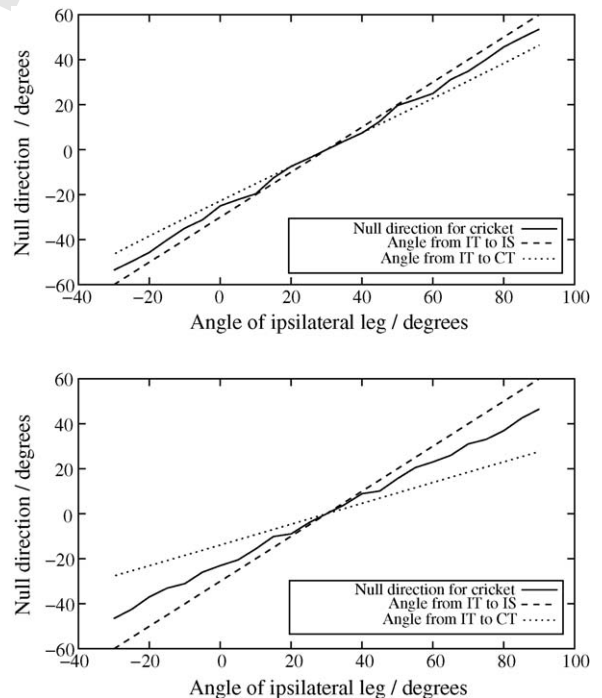 60
40
20
0
−20
−40
−60
Null direction / degrees
Null direction for cricket
Angle from IT to IS
Angle from IT to CT
−40 −20 0 20 40 60 80 100
Angle of ipsilateral leg / degrees
60
40
20
0
−20
−40
−60
Null direction / degrees
Null direction for cricket
Angle from IT to IS
Angle from IT to CT
−40 −20 0 20 40 60 80 100
Angle of ipsilateral leg / degrees